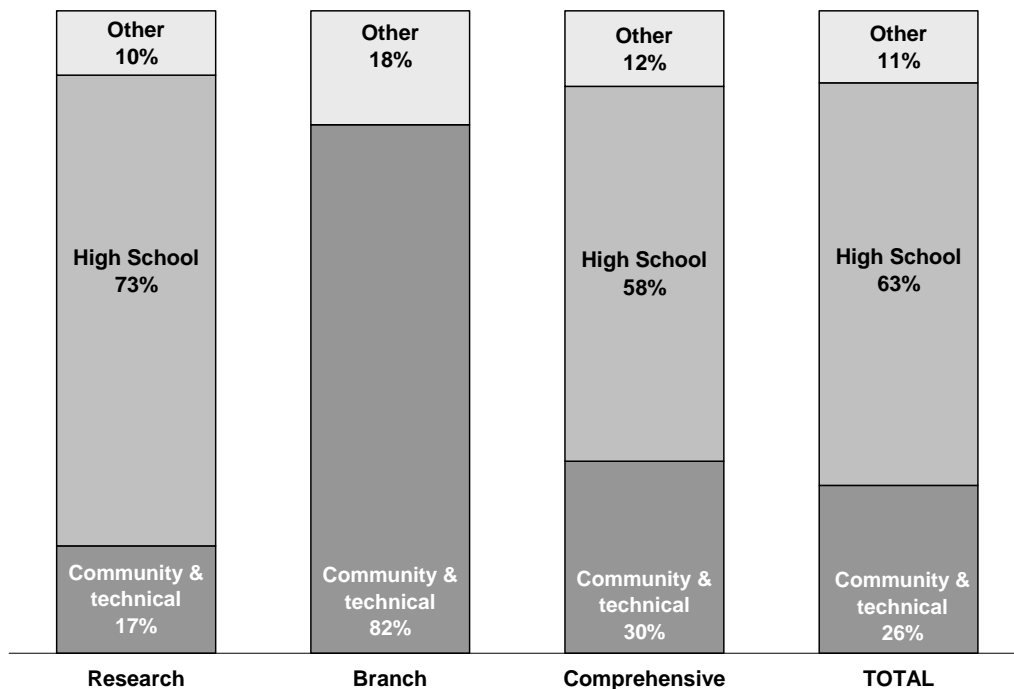 Other
10%
High School
73%
Community &
technical
17%
Research
Other
18%
Community &
technical
82%
Branch
Other
12%
High School
58%
Community &
technical
30%
Comprehensive
Other
11%
High School
63%
Community &
technical
26%
TOTAL